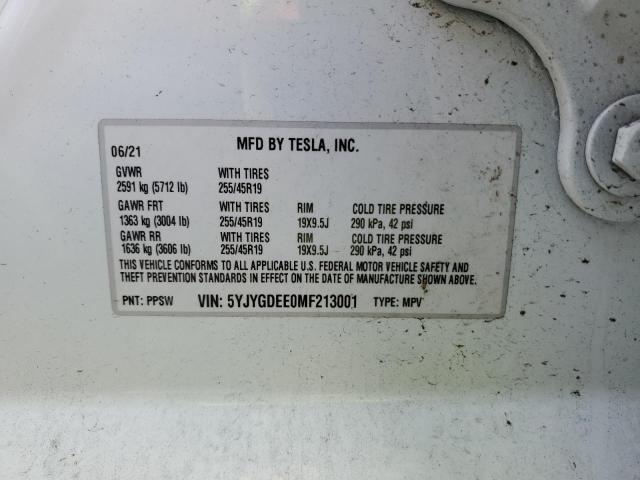 06/21 MFD BY TESLA, INC.
GVWR WITH TIRES
2591 kg (5712 lb) 255/45R19
GAWR FRT WITH TIRES RIM COLD TIRE PRESSURE
1363 kg (3004 lb) 255/45R19 19X9.5J 290 kPa, 42 psi
GAWR RR WITH TIRES RIM COLD TIRE PRESSURE
1636 kg (3606 lb) 255/45R19 19X9.5J 290 kPa, 42 psi
THIS VEHICLE CONFORMS TO ALL APPLICABLE U.S. FEDERAL MOTOR VEHICLE SAFETY AND
THEFT PREVENTION STANDARDS IN EFFECT ON THE DATE OF MANUFACTURE SHOWN ABOVE.
PNT: PPSW VIN: 5YJYGDEE0MF213001 TYPE: MPV